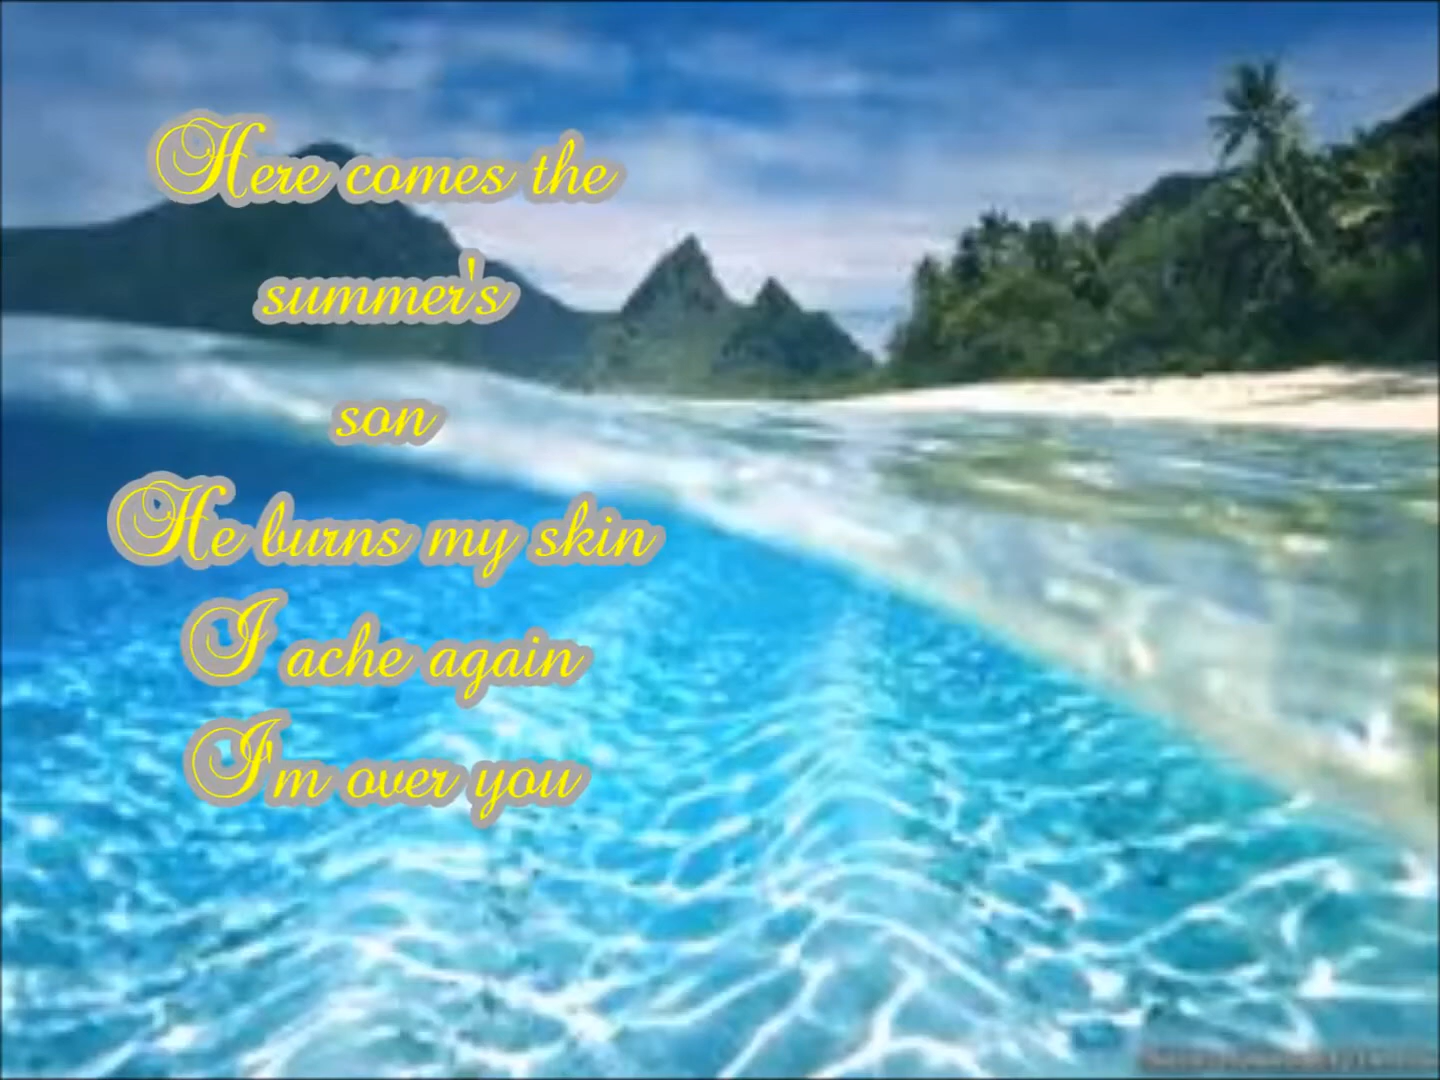 Here comes the
summer's
son
He burns my skin
I ache again
I'm over you